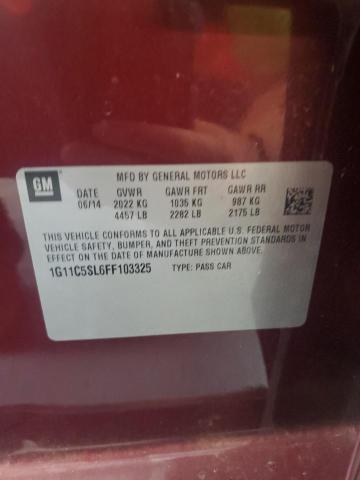 GM
MFD BY GENERAL MOTORS LLC
DATE GVWR GAWR FRT GAWR RR
06/14 2022 KG 1035 KG 987 KG
4457 LB 2282 LB 2175 LB
THIS VEHICLE CONFORMS TO ALL APPLICABLE U.S. FEDERAL MOTOR
VEHICLE SAFETY, BUMPER, AND THEFT PREVENTION STANDARDS IN
EFFECT ON THE DATE OF MANUFACTURE SHOWN ABOVE.
1G11C5SL6FF103325 TYPE: PASS CAR